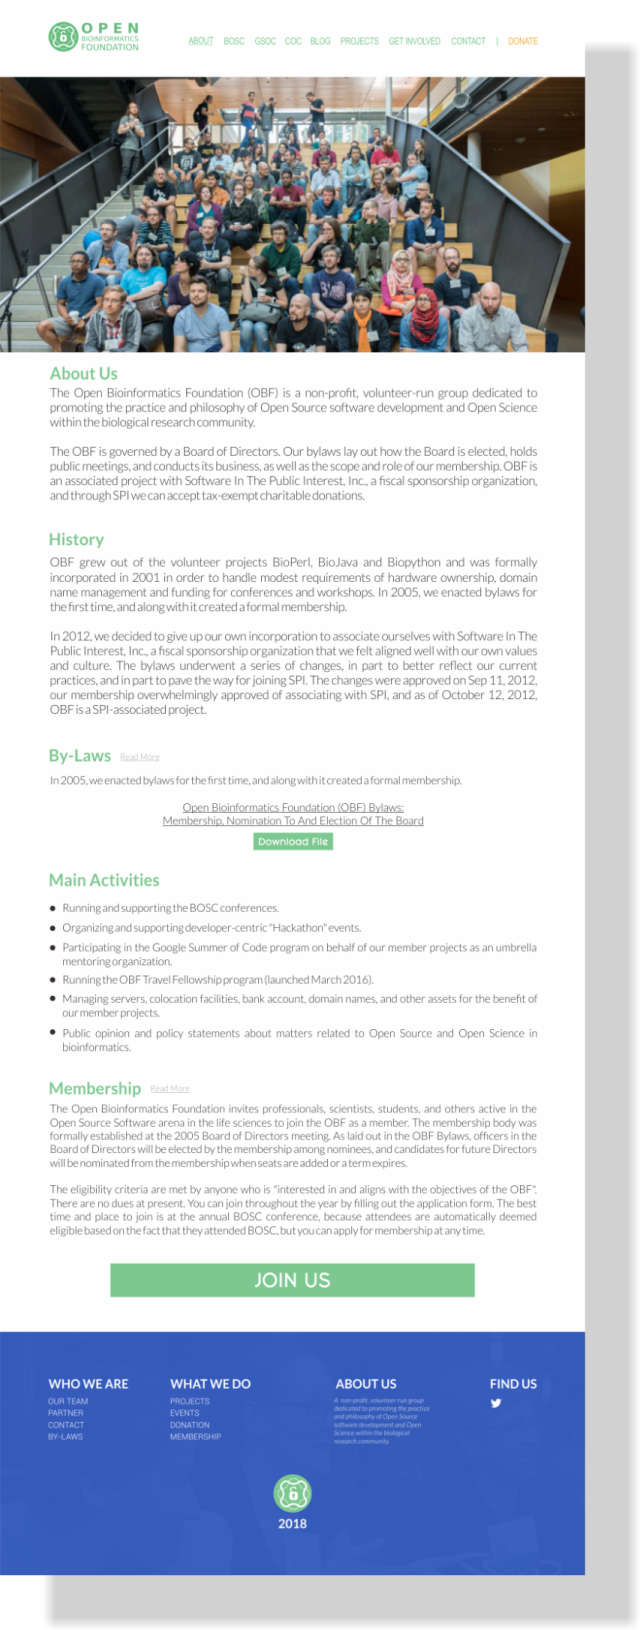 OPEN
BIOINFORMATICS
FOUNDATION
ABOUT BOSC GSOC COC BLOG PROJECTS GET INVOLVED CONTACT | DONATE
About Us
The Open Bioinformatics Foundation (OBF) is a non-profit, volunteer-run group dedicated to
promoting the practice and philosophy of Open Source software development and Open Science
within the biological research community.
The OBF is governed by a Board of Directors. Our bylaws lay out how the Board is elected, holds
public meetings, and conducts its business, as well as the scope and role of our membership. OBF is
an associated project with Software In The Public Interest, Inc., a fiscal sponsorship organization,
and through SPI we can accept tax-exempt charitable donations.
History
OBF grew out of the volunteer projects BioPerl, BioJava and Biopython and was formally
incorporated in 2001 in order to handle modest requirements of hardware ownership, domain
name management and funding for conferences and workshops. In 2005, we enacted bylaws for
the first time, and along with it created a formal membership.
In 2012, we decided to give up our own incorporation to associate ourselves with Software In The
Public Interest, Inc., a fiscal sponsorship organization that we felt aligned well with our own values
and culture. The bylaws underwent a series of changes, in part to better reflect our current
practices, and in part to pave the way for joining SPI. The changes were approved on Sep 11, 2012,
our membership overwhelmingly approved of associating with SPI, and as of October 12, 2012,
OBF is a SPI-associated project.
By-Laws Read More
In 2005, we enacted bylaws for the first time, and along with it created a formal membership.
Open Bioinformatics Foundation (OBF) Bylaws:
Membership, Nomination To And Election Of The Board
Download File
Main Activities
● Running and supporting the BOSC conferences.
● Organizing and supporting developer-centric "Hackathon" events.
● Participating in the Google Summer of Code program on behalf of our member projects as an umbrella
mentoring organization.
● Running the OBF Travel Fellowship program (launched March 2016).
● Managing servers, colocation facilities, bank account, domain names, and other assets for the benefit of
our member projects.
● Public opinion and policy statements about matters related to Open Source and Open Science in
bioinformatics.
Membership Read More
The Open Bioinformatics Foundation invites professionals, scientists, students, and others active in the
Open Source Software arena in the life sciences to join the OBF as a member. The membership body was
formally established at the 2005 Board of Directors meeting. As laid out in the OBF Bylaws, officers in the
Board of Directors will be elected by the membership among nominees, and candidates for future Directors
will be nominated from the membership when seats are added or a term expires.
The eligibility criteria are met by anyone who is "interested in and aligns with the objectives of the OBF".
There are no dues at present. You can join throughout the year by filling out the application form. The best
time and place to join is at the annual BOSC conference, because attendees are automatically deemed
eligible based on the fact that they attended BOSC, but you can apply for membership at any time.
JOIN US
WHO WE ARE WHAT WE DO ABOUT US FIND US
OUR TEAM
PARTNER
CONTACT
BY-LAWS
PROJECTS
EVENTS
DONATION
MEMBERSHIP
A non-profit, volunteer-run group
dedicated to promoting the practice
and philosophy of Open Source
software development and Open
Science within the biological
research community.
2018